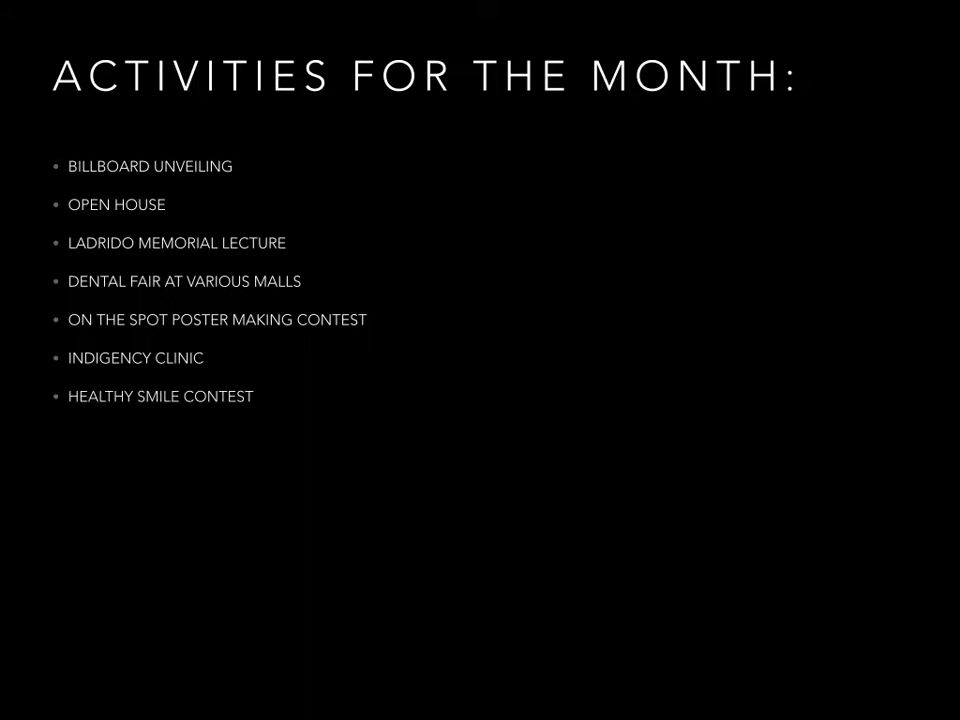 ACTIVITIES FOR THE MONTH:
• BILLBOARD UNVEILING
• OPEN HOUSE
• LADRIDO MEMORIAL LECTURE
• DENTAL FAIR AT VARIOUS MALLS
• ON THE SPOT POSTER MAKING CONTEST
• INDIGENCY CLINIC
• HEALTHY SMILE CONTEST